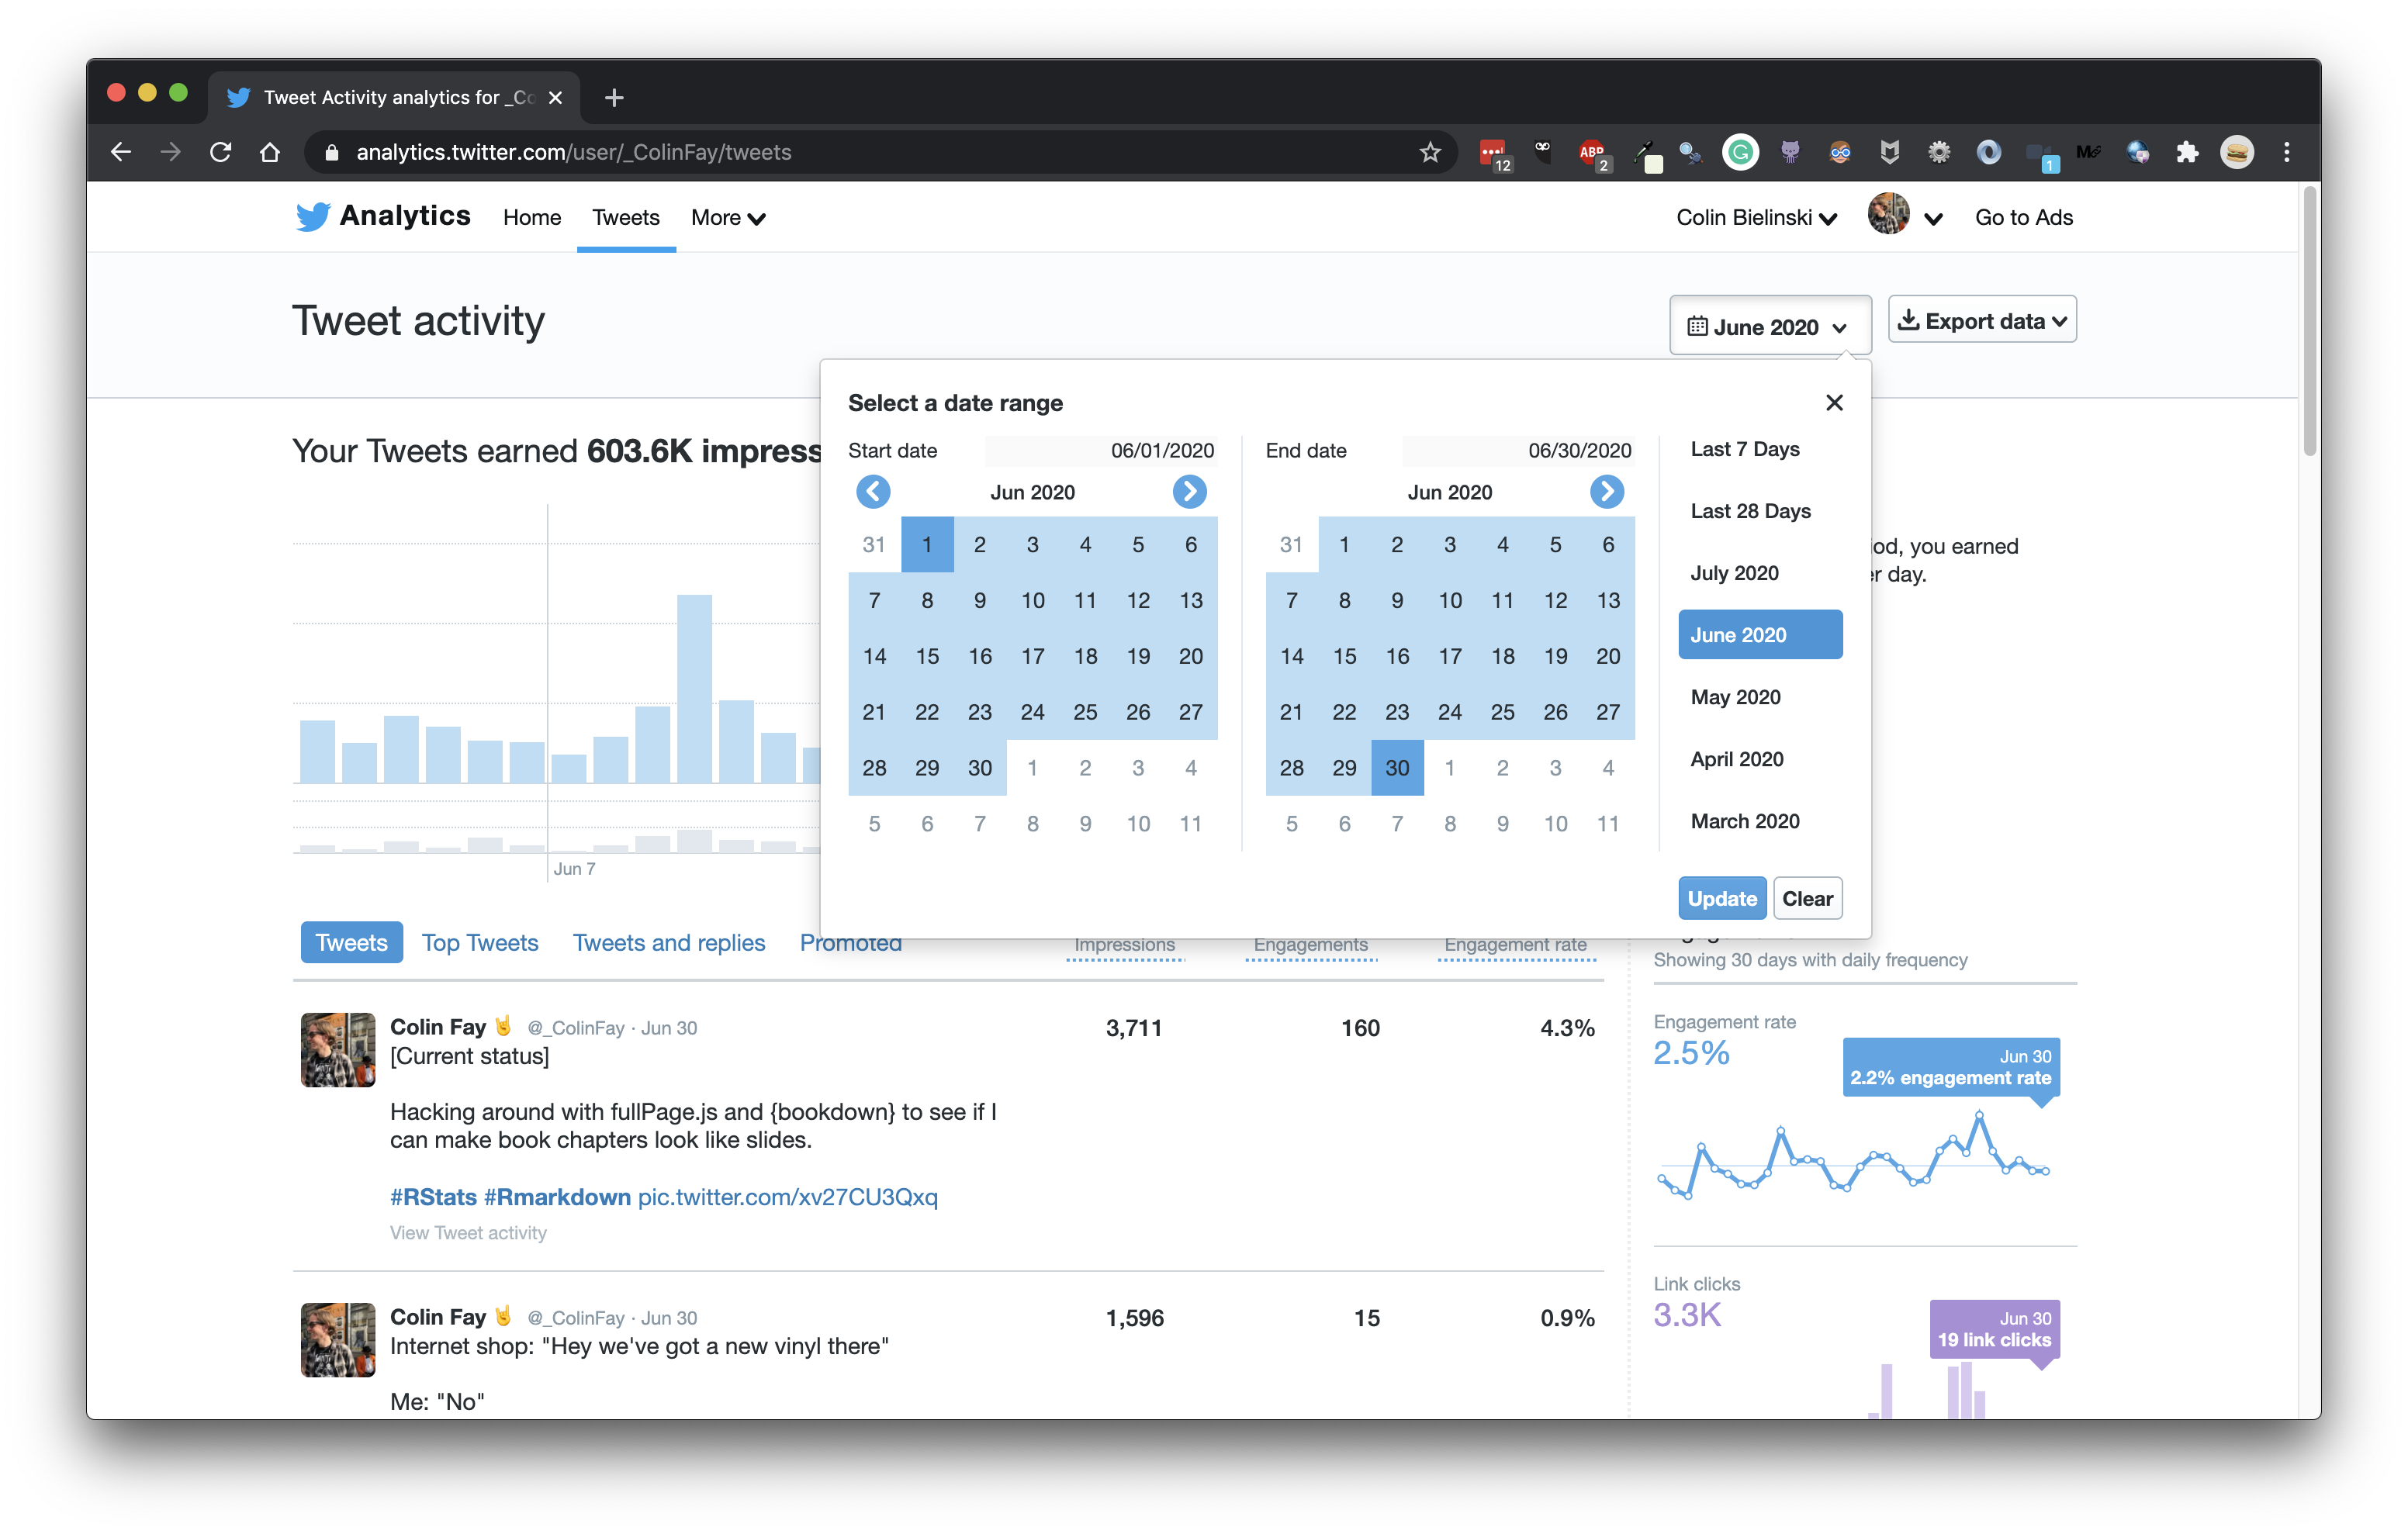 Tweet Activity analytics for _Co
analytics.twitter.com/user/_ColinFay/tweets
12
ABP
2
1
Analytics
Home
Tweets
More
Colin Bielinski
Go to Ads
Tweet activity
June 2020
Export data
Your Tweets earned 603.6K impress
Select a date range
Start date
06/01/2020
End date
06/30/2020
Jun 2020
Jun 2020
31 1 2 3 4 5 6
7 8 9 10 11 12 13
14 15 16 17 18 19 20
21 22 23 24 25 26 27
28 29 30 1 2 3 4
5 6 7 8 9 10 11
31 1 2 3 4 5 6
7 8 9 10 11 12 13
14 15 16 17 18 19 20
21 22 23 24 25 26 27
28 29 30 1 2 3 4
5 6 7 8 9 10 11
Last 7 Days
Last 28 Days
July 2020
June 2020
May 2020
April 2020
March 2020
Update
Clear
iod, you earned
er day.
Jun 7
Tweets
Top Tweets
Tweets and replies
Promoted
Impressions
Engagements
Engagement rate
Showing 30 days with daily frequency
Colin Fay 🤘 @_ColinFay · Jun 30
3,711
160
4.3%
[Current status]
Hacking around with fullPage.js and {bookdown} to see if I
can make book chapters look like slides.
#RStats #Rmarkdown pic.twitter.com/xv27CU3Qxq
View Tweet activity
Colin Fay 🤘 @_ColinFay · Jun 30
1,596
15
0.9%
Internet shop: "Hey we've got a new vinyl there"
Me: "No"
Engagement rate
2.5%
Jun 30
2.2% engagement rate
Link clicks
3.3K
Jun 30
19 link clicks